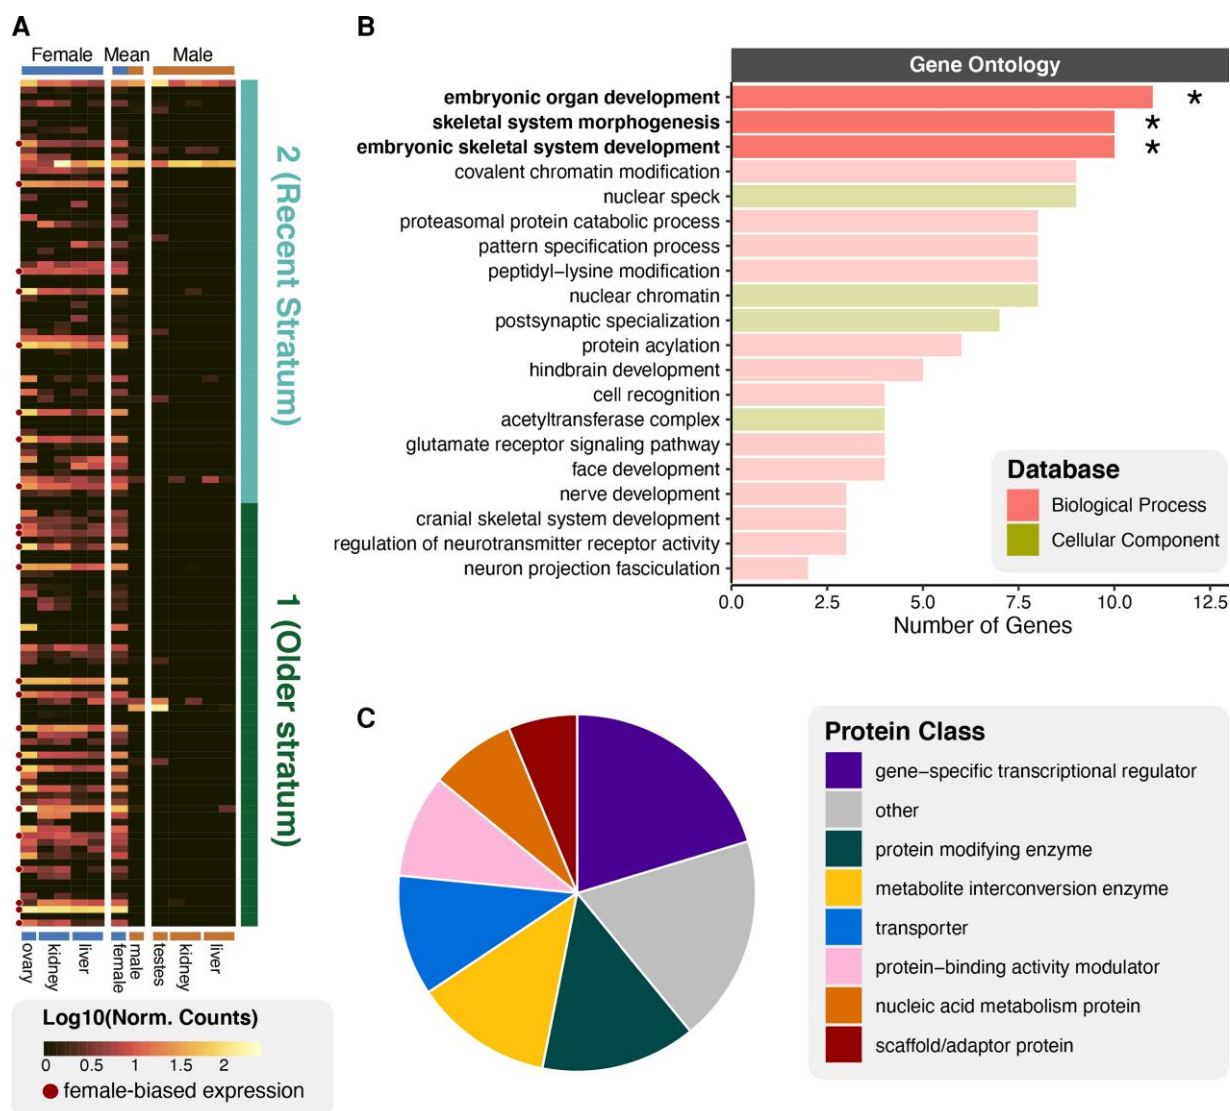 A
Female Mean Male
2 (Recent Stratum)
1 (Older stratum)
ovary kidney liver female male testes kidney liver
Log10(Norm. Counts)
0 0.5 1 1.5 2
female-biased expression
B
Gene Ontology
embryonic organ development *
skeletal system morphogenesis *
embryonic skeletal system development *
covalent chromatin modification
nuclear speck
proteasomal protein catabolic process
pattern specification process
peptidyl−lysine modification
nuclear chromatin
postsynaptic specialization
protein acylation
hindbrain development
cell recognition
acetyltransferase complex
glutamate receptor signaling pathway
face development
nerve development
cranial skeletal system development
regulation of neurotransmitter receptor activity
neuron projection fasciculation
0.0 2.5 5.0 7.5 10.0 12.5
Number of Genes
Database
Biological Process
Cellular Component
C
Protein Class
gene−specific transcriptional regulator
other
protein modifying enzyme
metabolite interconversion enzyme
transporter
protein−binding activity modulator
nucleic acid metabolism protein
scaffold/adaptor protein